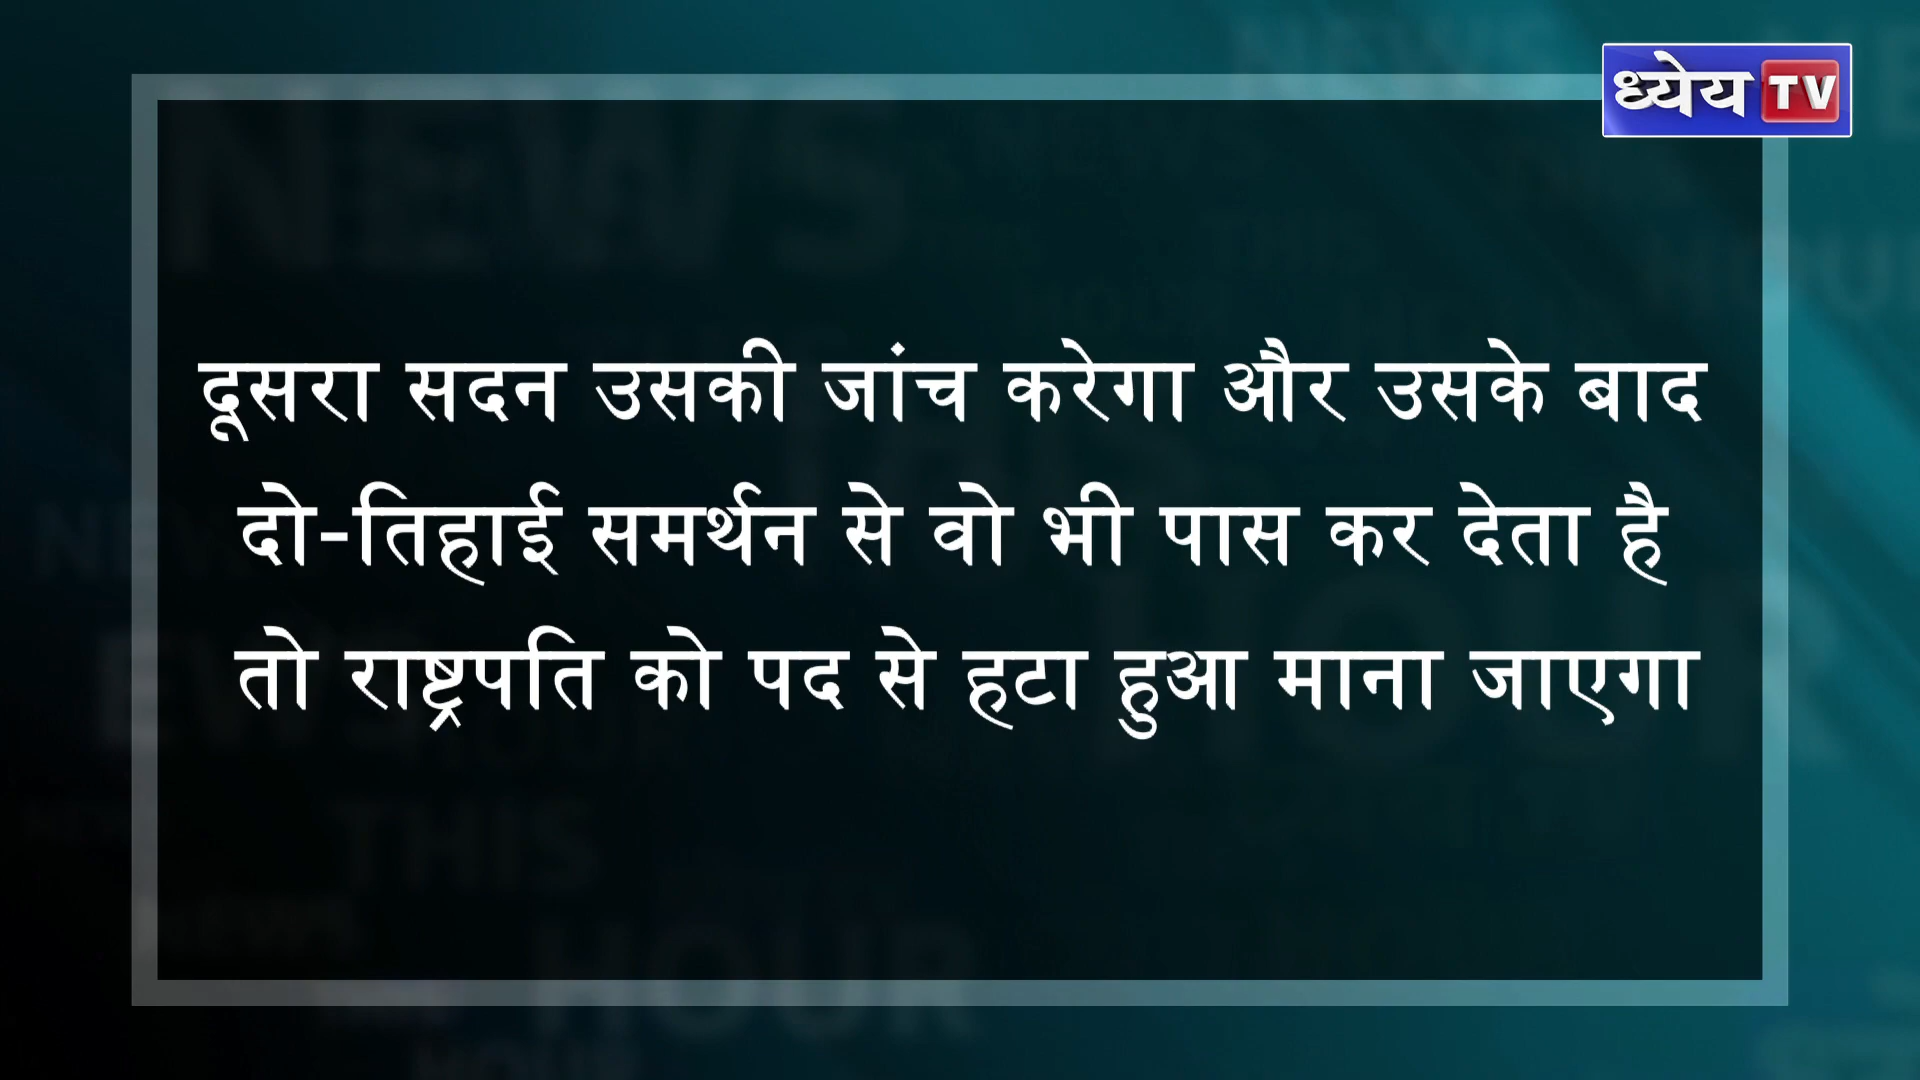 ध्येय TV
दूसरा सदन उसकी जांच करेगा और उसके बाद
दो-तिहाई समर्थन से वो भी पास कर देता है
तो राष्ट्रपति को पद से हटा हुआ माना जाएगा